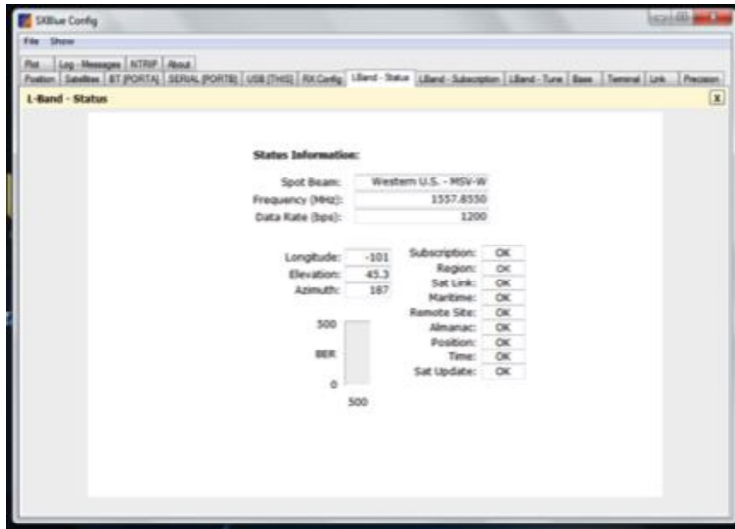 SXBlue Config
File Show
Plot Log - Messages NTRIP About
Position Satellites BT [PORTA] SERIAL [PORTB] USB [THIS] RX Config LBand - Status LBand - Subscription LBand - Tune Base Terminal Link Precision
L-Band - Status X
Status Information:
Spot Beam: Western U.S. - MSV-W
Frequency (MHz): 1557.8550
Data Rate (bps): 1200
Longitude: -101
Elevation: 45.3
Azimuth: 187
500
BER
0
500
Subscription: OK
Region: OK
Sat Link: OK
Maritime: OK
Remote Site: OK
Almanac: OK
Position: OK
Time: OK
Sat Update: OK